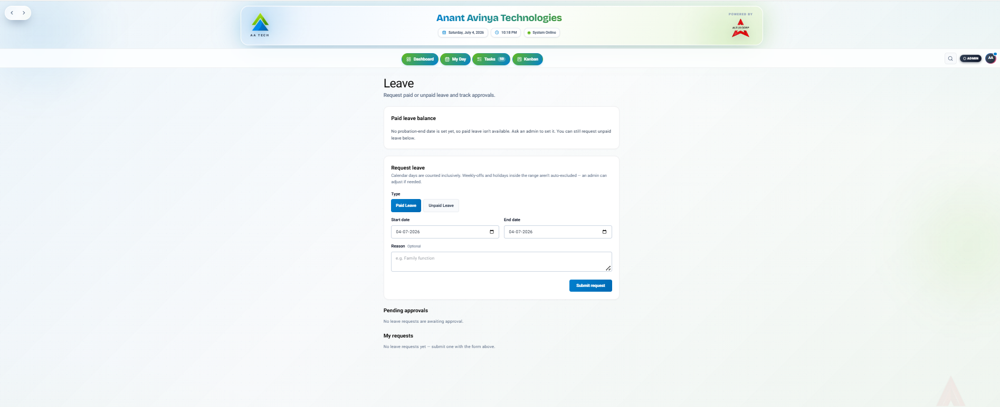 Anant Avinya Technologies
AA TECH
Saturday, July 4, 2026
10:18 PM
System Online
POWERED BY
ALTUS CORP
Dashboard
My Day
Tasks 59
Kanban
ADMIN
AA
Leave
Request paid or unpaid leave and track approvals.
Paid leave balance
No probation-end date is set yet, so paid leave isn't available. Ask an admin to set it. You can still request unpaid
leave below.
Request leave
Calendar days are counted inclusively. Weekly-offs and holidays inside the range aren't auto-excluded — an admin can
adjust if needed.
Type
Paid Leave
Unpaid Leave
Start date
End date
04-07-2026
04-07-2026
Reason Optional
e.g. Family function
Submit request
Pending approvals
No leave requests are awaiting approval.
My requests
No leave requests yet — submit one with the form above.